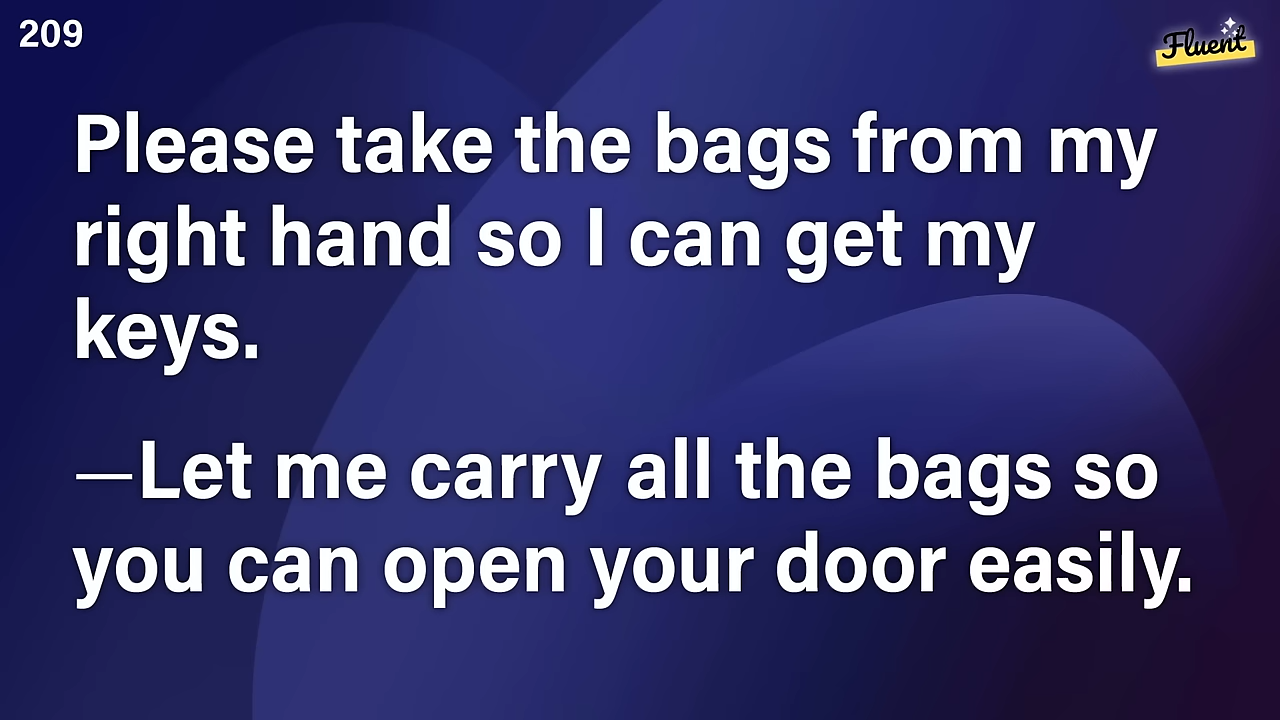 209
Fluent
Please take the bags from my
right hand so I can get my
keys.
—Let me carry all the bags so
you can open your door easily.